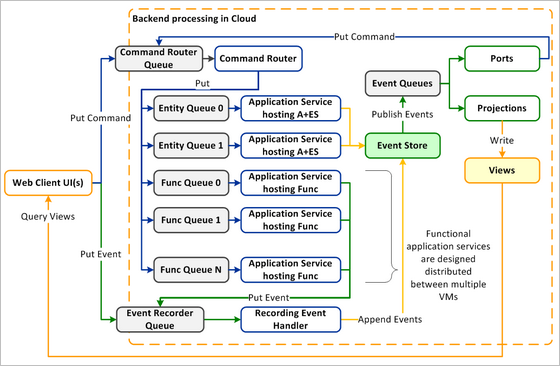 Backend processing in Cloud
Put Command
Command Router
Queue
Command Router
Ports
Put
Event Queues
Entity Queue 0
Application Service
hosting A+ES
Projections
Put Command
Publish Events
Write
Entity Queue 1
Application Service
hosting A+ES
Event Store
Views
Web Client UI(s)
Func Queue 0
Application Service
hosting Func
Query Views
Func Queue 1
Application Service
hosting Func
Functional
application services
are designed
distributed
between multiple
VMs
Put Event
Func Queue N
Application Service
hosting Func
Put Event
Event Recorder
Queue
Recording Event
Handler
Append Events